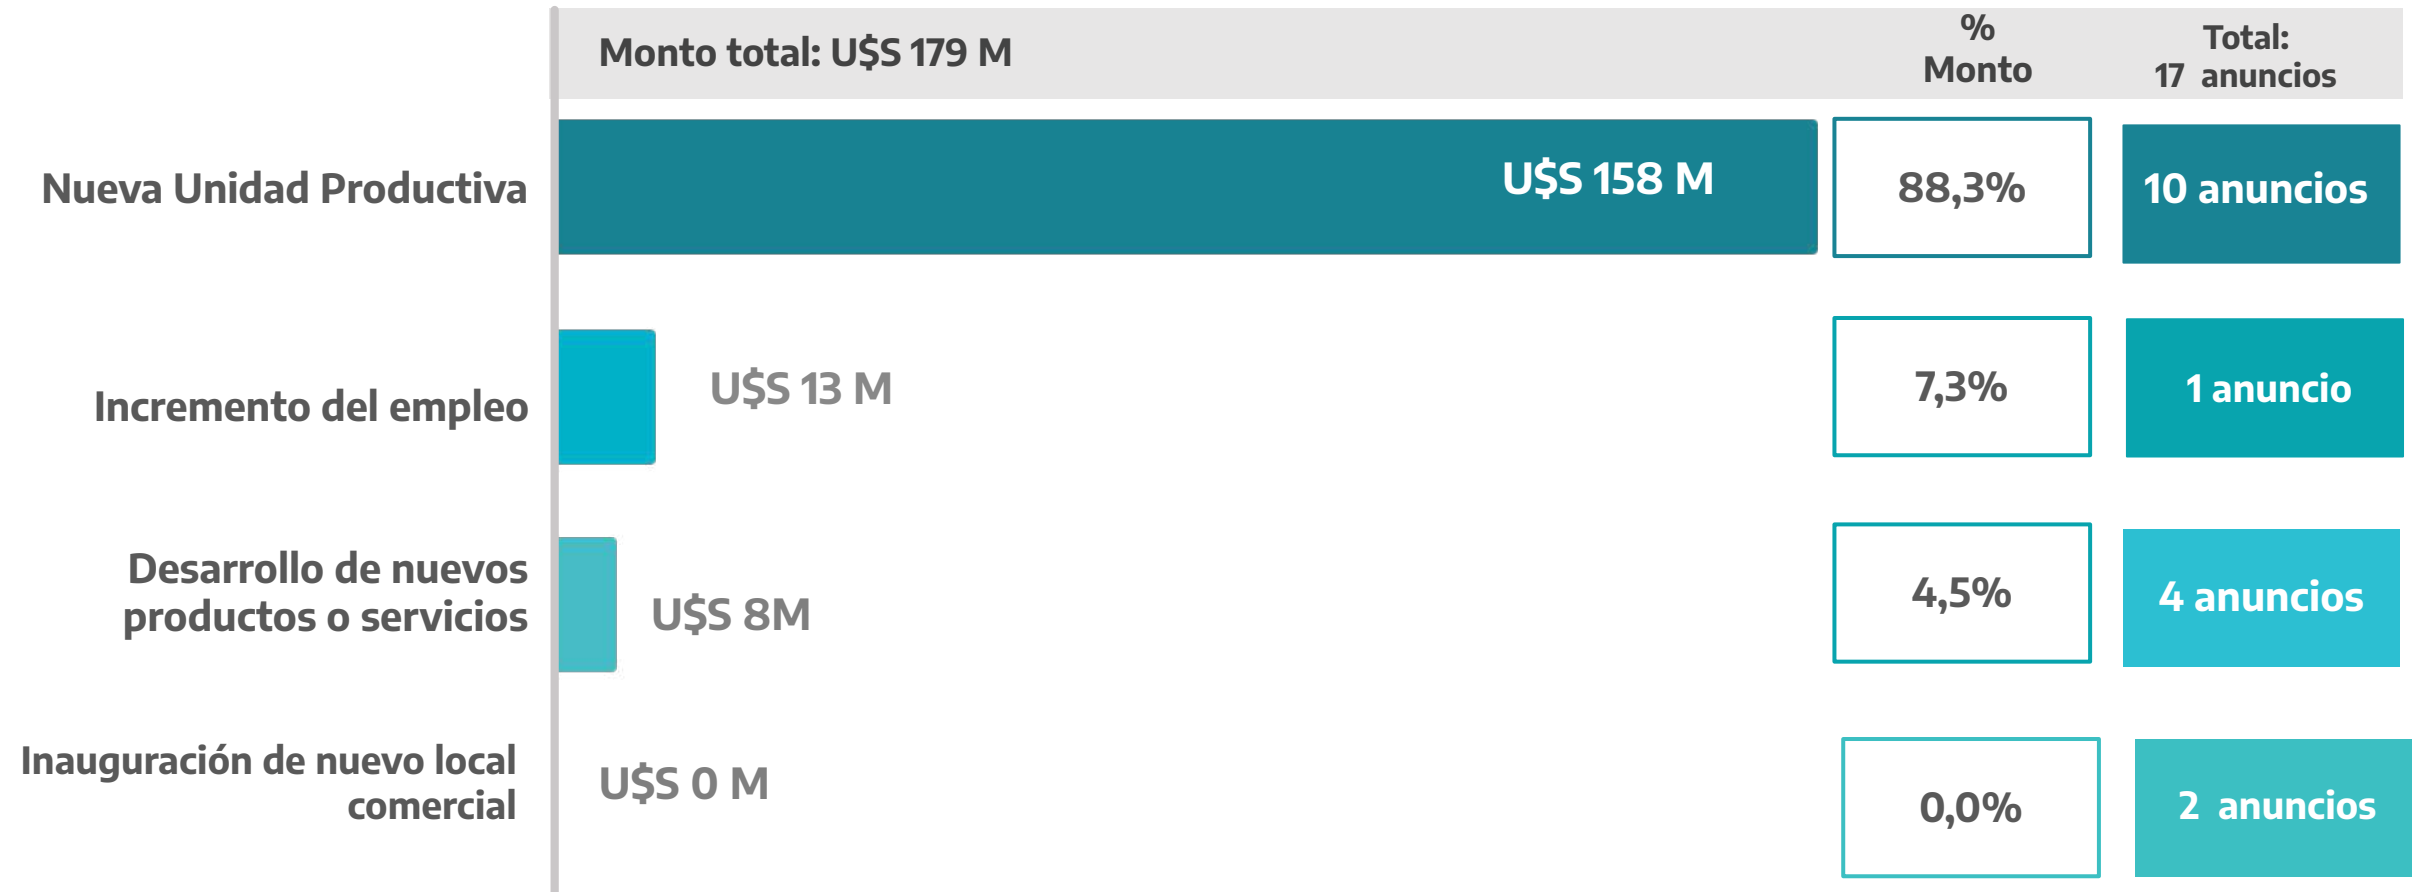 Monto total: U$S 179 M
%
Monto
Total:
17 anuncios
Nueva Unidad Productiva
U$S 158 M
88,3%
10 anuncios
Incremento del empleo
U$S 13 M
7,3%
1 anuncio
Desarrollo de nuevos
productos o servicios
U$S 8M
4,5%
4 anuncios
Inauguración de nuevo local
comercial
U$S 0 M
0,0%
2 anuncios